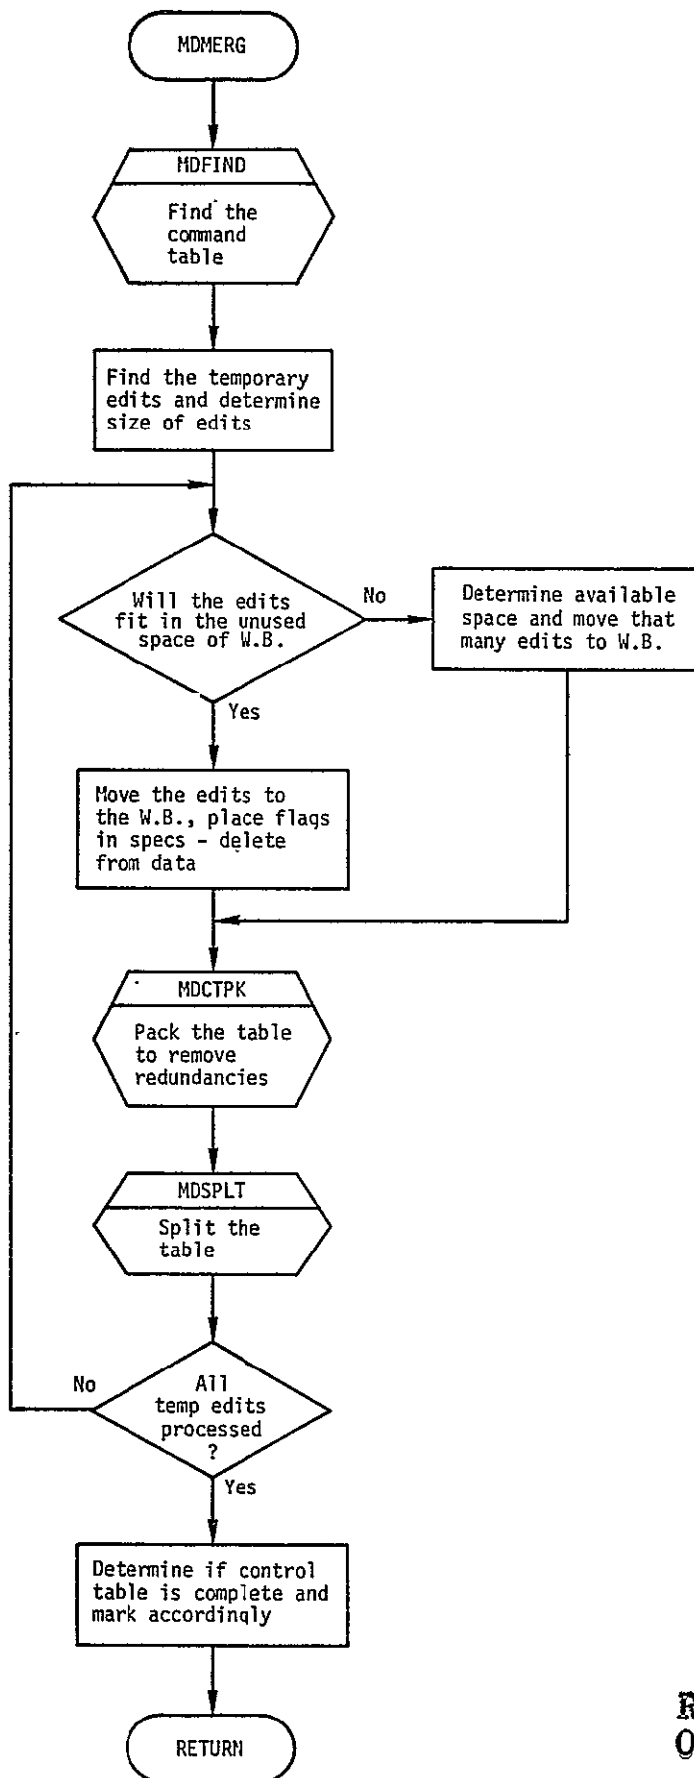 MDMERG
MDFIND
Find the
command
table
Find the temporary
edits and determine
size of edits
Will the edits
fit in the unused
space of W.B.
No
Determine available
space and move that
many edits to W.B.
Yes
Move the edits to
the W.B., place flags
in specs - delete
from data
MDCTPK
Pack the table
to remove
redundancies
MDSPLT
Split the
table
No
All
temp edits
processed
?
Yes
Determine if control
table is complete and
mark accordingly
RETURN
R
O